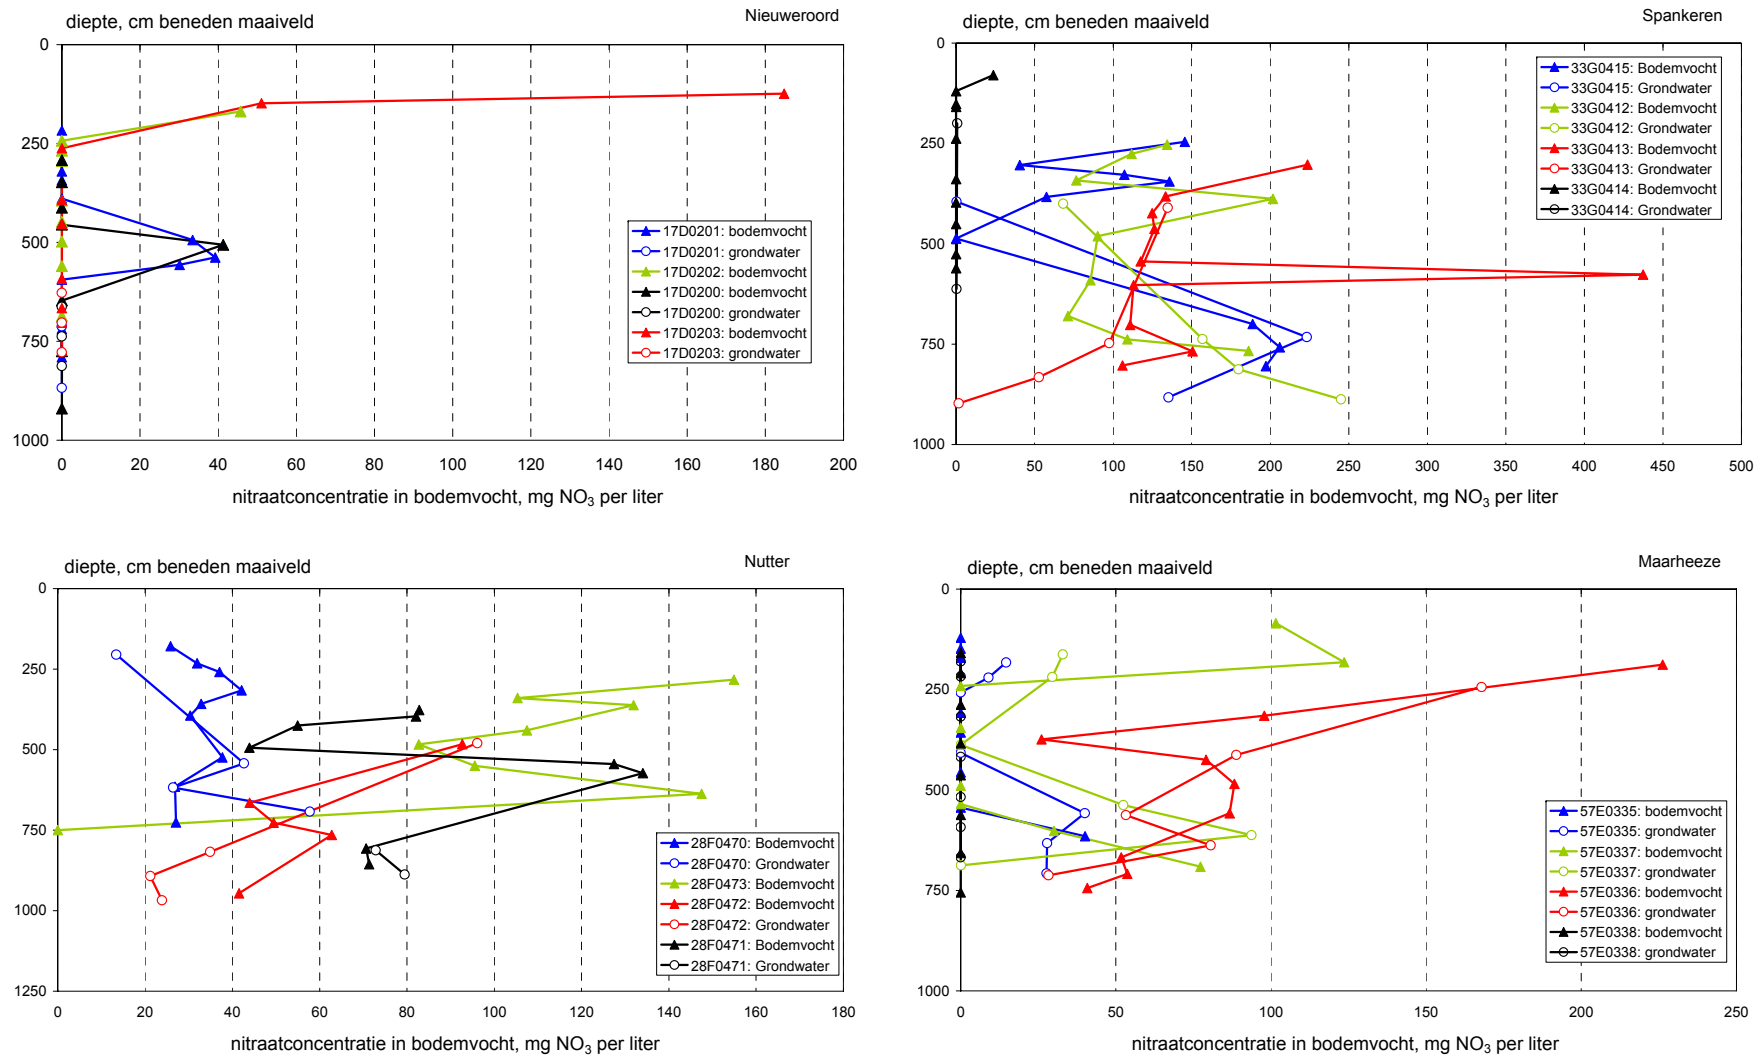 diepte, cm beneden maaiveld
Nieuweroord
0
250
500
750
1000
0 20 40 60 80 100 120 140 160 180 200
nitraatconcentratie in bodemvocht, mg NO3 per liter
17D0201: bodemvocht
17D0201: grondwater
17D0202: bodemvocht
17D0200: bodemvocht
17D0200: grondwater
17D0203: bodemvocht
17D0203: grondwater
diepte, cm beneden maaiveld
Spankeren
0
250
500
750
1000
0 50 100 150 200 250 300 350 400 450 500
nitraatconcentratie in bodemvocht, mg NO3 per liter
33G0415: Bodemvocht
33G0415: Grondwater
33G0412: Bodemvocht
33G0412: Grondwater
33G0413: Bodemvocht
33G0413: Grondwater
33G0414: Bodemvocht
33G0414: Grondwater
diepte, cm beneden maaiveld
Nutter
0
250
500
750
1000
1250
0 20 40 60 80 100 120 140 160 180
nitraatconcentratie in bodemvocht, mg NO3 per liter
28F0470: Bodemvocht
28F0470: Grondwater
28F0473: Bodemvocht
28F0472: Bodemvocht
28F0472: Grondwater
28F0471: Bodemvocht
28F0471: Grondwater
diepte, cm beneden maaiveld
Maarheeze
0
250
500
750
1000
0 50 100 150 200 250
nitraatconcentratie in bodemvocht, mg NO3 per liter
57E0335: bodemvocht
57E0335: grondwater
57E0337: bodemvocht
57E0337: grondwater
57E0336: bodemvocht
57E0336: grondwater
57E0338: bodemvocht
57E0338: grondwater